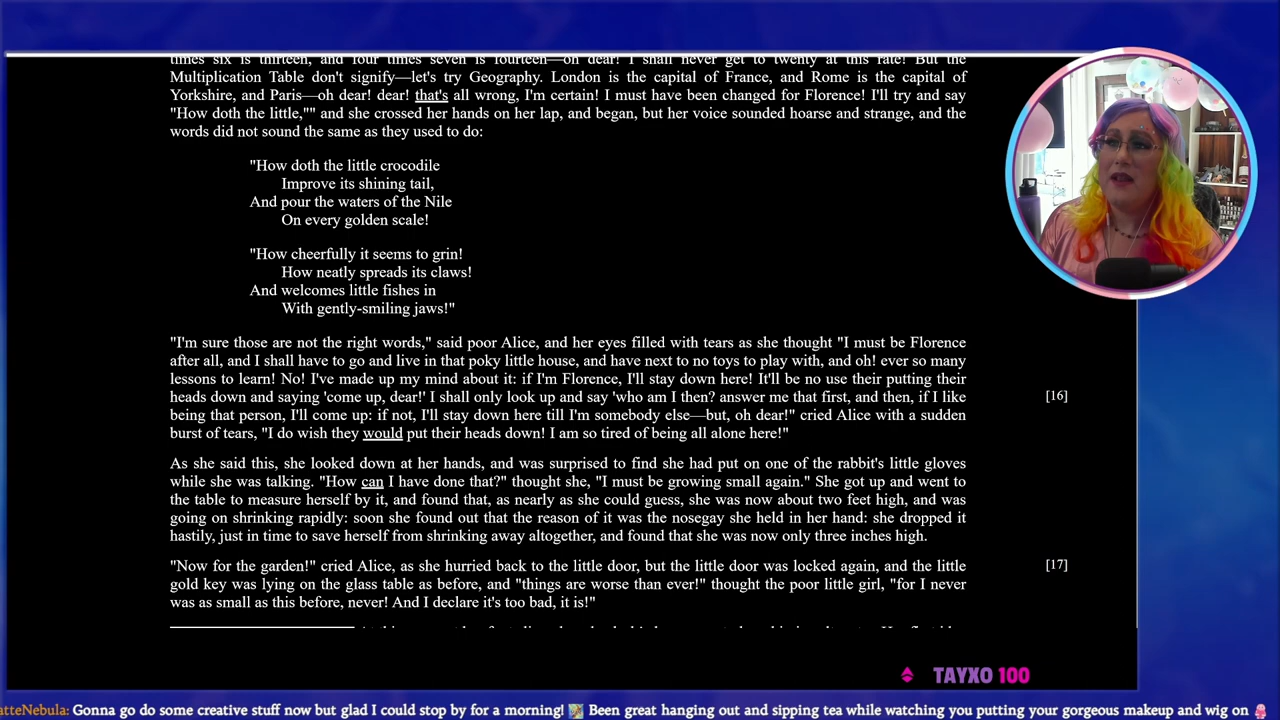 times six is thirteen, and four times seven is fourteen—oh dear! I shall never get to twenty at this rate! But the
Multiplication Table don't signify—let's try Geography. London is the capital of France, and Rome is the capital of
Yorkshire, and Paris—oh dear! dear! that's all wrong, I'm certain! I must have been changed for Florence! I'll try and say
"How doth the little,"" and she crossed her hands on her lap, and began, but her voice sounded hoarse and strange, and the
words did not sound the same as they used to do:
"How doth the little crocodile
Improve its shining tail,
And pour the waters of the Nile
On every golden scale!
"How cheerfully it seems to grin!
How neatly spreads its claws!
And welcomes little fishes in
With gently-smiling jaws!"
"I'm sure those are not the right words," said poor Alice, and her eyes filled with tears as she thought "I must be Florence
after all, and I shall have to go and live in that poky little house, and have next to no toys to play with, and oh! ever so many
lessons to learn! No! I've made up my mind about it: if I'm Florence, I'll stay down here! It'll be no use their putting their
heads down and saying 'come up, dear!' I shall only look up and say 'who am I then? answer me that first, and then, if I like
[16]
being that person, I'll come up: if not, I'll stay down here till I'm somebody else—but, oh dear!" cried Alice with a sudden
burst of tears, "I do wish they would put their heads down! I am so tired of being all alone here!"
As she said this, she looked down at her hands, and was surprised to find she had put on one of the rabbit's little gloves
while she was talking. "How can I have done that?" thought she, "I must be growing small again." She got up and went to
the table to measure herself by it, and found that, as nearly as she could guess, she was now about two feet high, and was
going on shrinking rapidly: soon she found out that the reason of it was the nosegay she held in her hand: she dropped it
hastily, just in time to save herself from shrinking away altogether, and found that she was now only three inches high.
"Now for the garden!" cried Alice, as she hurried back to the little door, but the little door was locked again, and the little
[17]
gold key was lying on the glass table as before, and "things are worse than ever!" thought the poor little girl, "for I never
was as small as this before, never! And I declare it's too bad, it is!"
TAYXO 100
atteNebula: Gonna go do some creative stuff now but glad I could stop by for a morning! Been great hanging out and sipping tea while watching you putting your gorgeous makeup and wig on